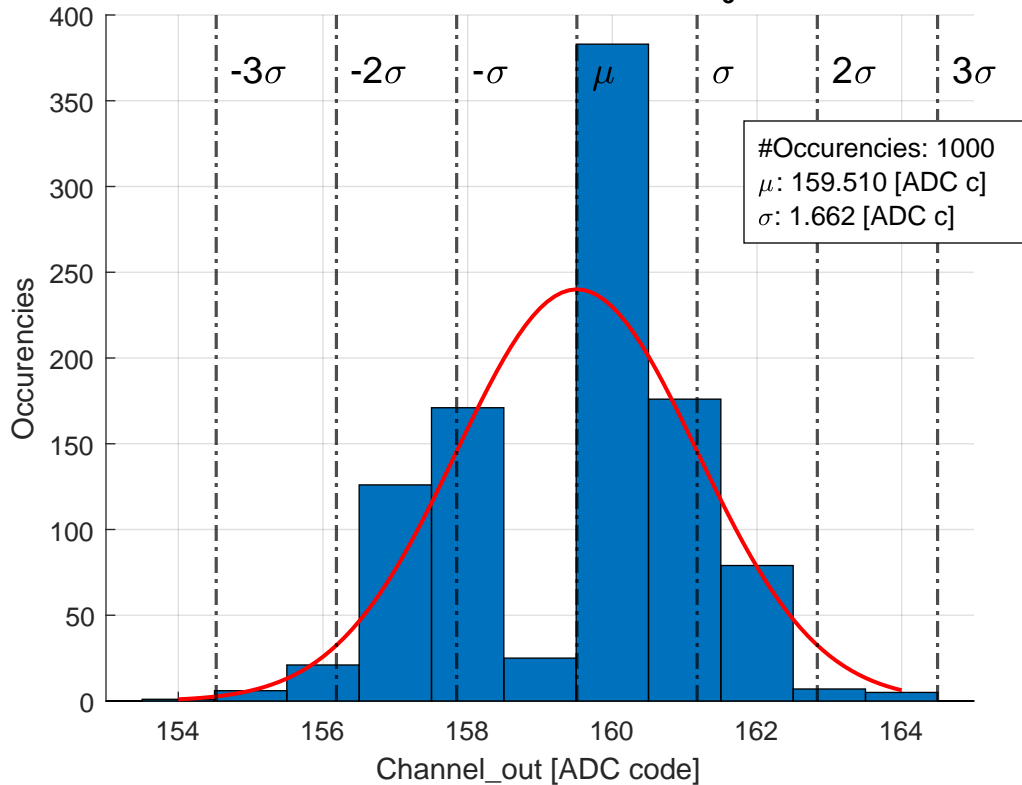 400
350
300
250
200
150
100
50
0
-3σ -2σ -σ μ σ 2σ 3σ
#Occurencies: 1000
μ: 159.510 [ADC c]
σ: 1.662 [ADC c]
Occurencies
154 156 158 160 162 164
Channel_out [ADC code]